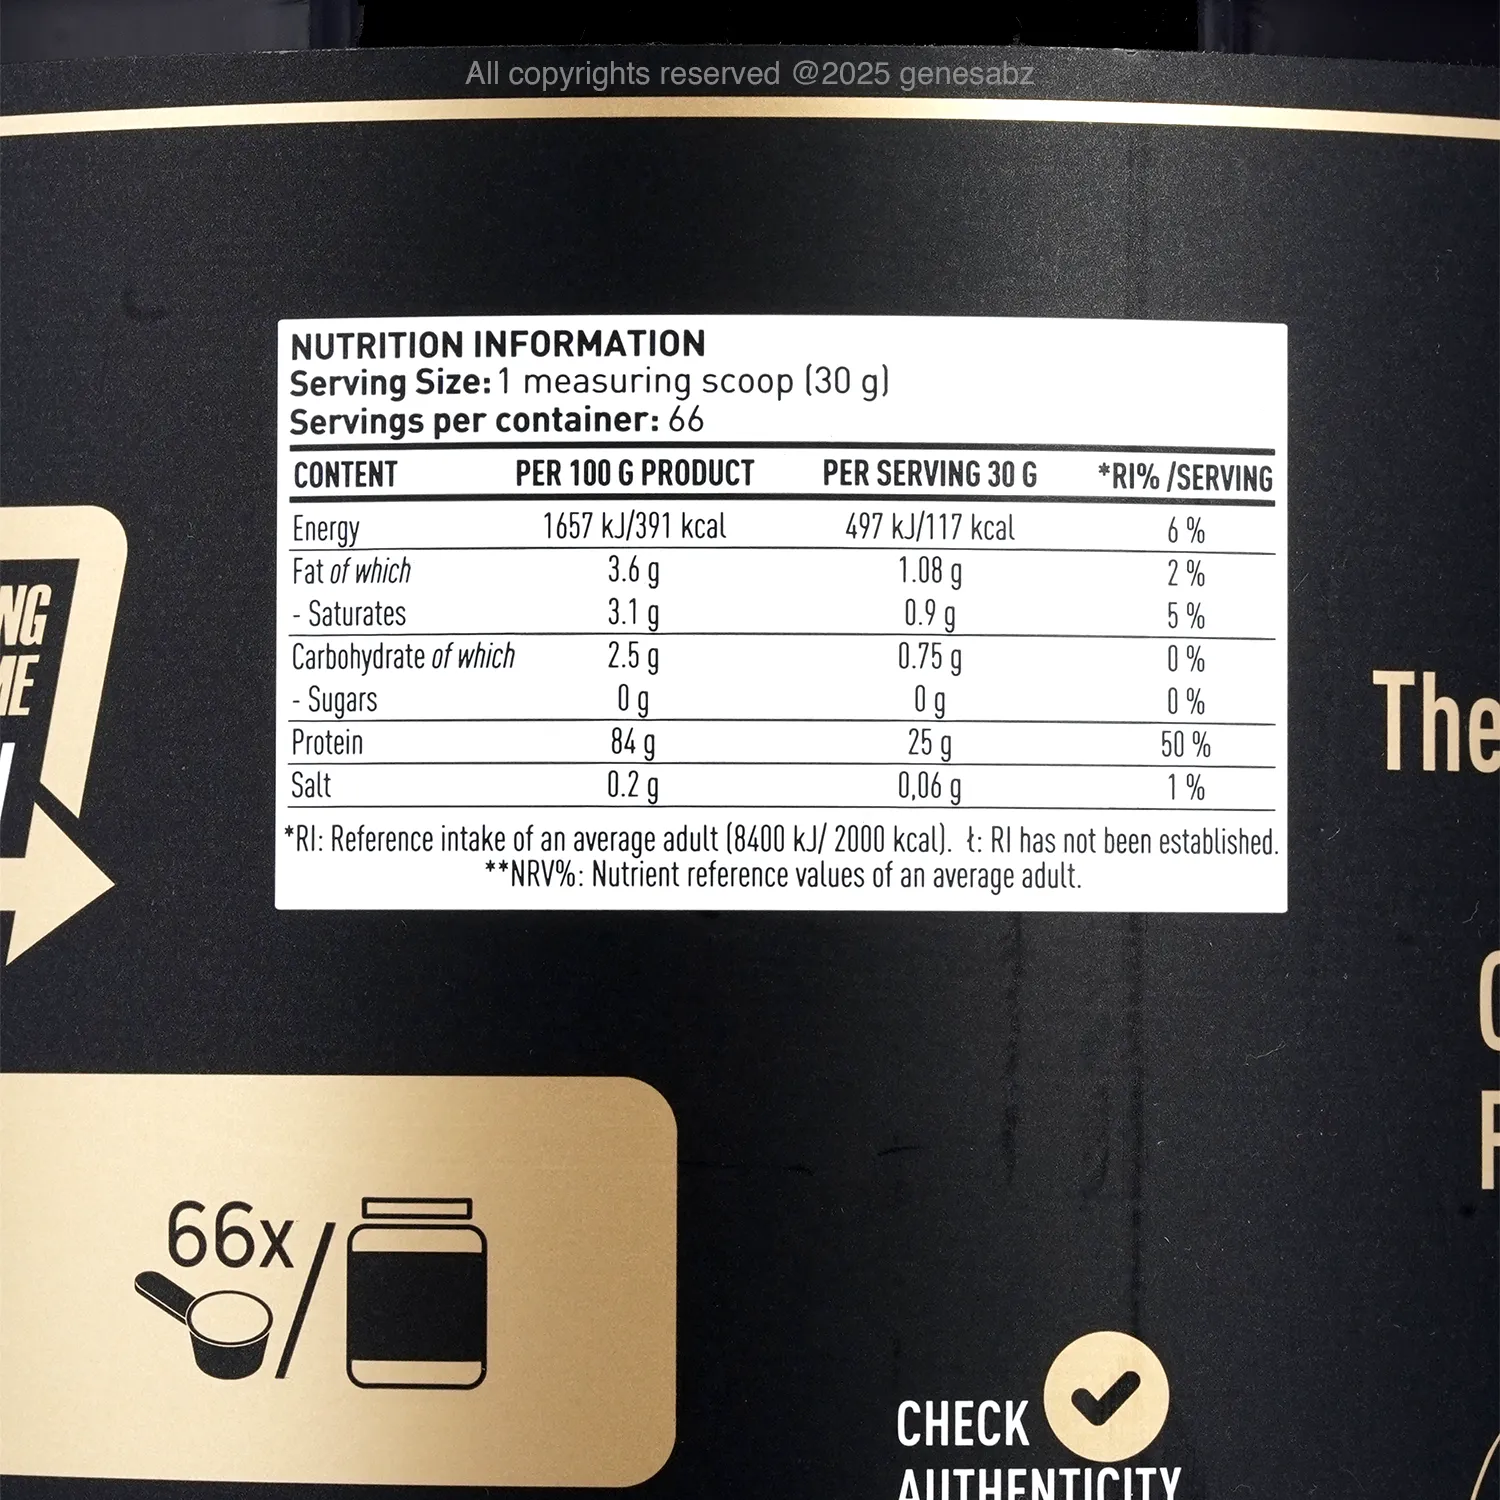 All copyrights reserved @2025 genesabz
NUTRITION INFORMATION
Serving Size: 1 measuring scoop (30 g)
Servings per container: 66
CONTENT PER 100 G PRODUCT PER SERVING 30 G *RI% /SERVING
Energy 1657 kJ/391 kcal 497 kJ/117 kcal 6 %
Fat of which 3.6 g 1.08 g 2 %
- Saturates 3.1 g 0.9 g 5 %
Carbohydrate of which 2.5 g 0.75 g 0 %
- Sugars 0 g 0 g 0 %
Protein 84 g 25 g 50 %
Salt 0.2 g 0,06 g 1 %
*RI: Reference intake of an average adult (8400 kJ/ 2000 kcal). ł: RI has not been established.
**NRV%: Nutrient reference values of an average adult.
The
66x/
CHECK
AUTHENTICITY